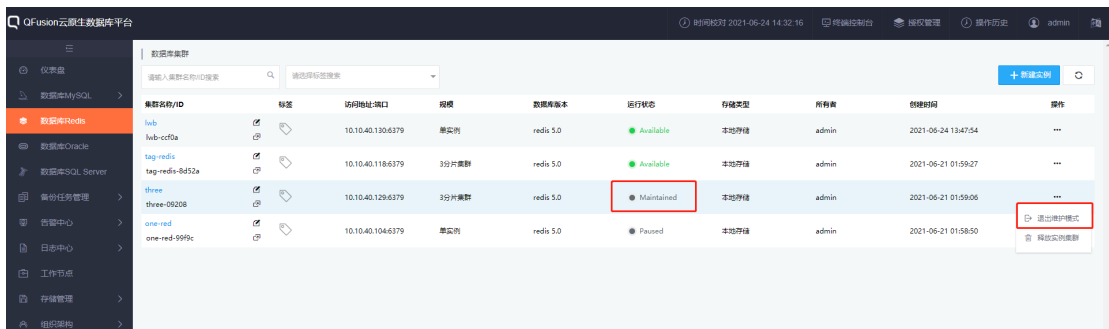 QFusion云原生数据库平台
时间校对 2021-06-24 14:32:16 终端控制台 授权管理 操作历史 admin
仪表盘
数据库MySQL
数据库Redis
数据库Oracle
数据库SQL Server
备份任务管理
告警中心
日志中心
工作节点
存储管理
组织架构
数据库集群
请输入集群名称/ID搜索 请选择标签搜索 新建实例
集群名称/ID 标签 访问地址:端口 规模 数据库版本 运行状态 存储类型 所有者 创建时间 操作
lwb
lwb-ccf0a 10.10.40.130:6379 单实例 redis 5.0 Available 本地存储 admin 2021-06-24 13:47:54
tag-redis
tag-redis-8d52a 10.10.40.118:6379 3分片集群 redis 5.0 Available 本地存储 admin 2021-06-21 01:59:27
three
three-09208 10.10.40.129:6379 3分片集群 redis 5.0 Maintained 本地存储 admin 2021-06-21 01:59:06
one-red
one-red-99f9c 10.10.40.104:6379 单实例 redis 5.0 Paused 本地存储 admin 2021-06-21 01:58:50
退出维护模式
释放实例集群